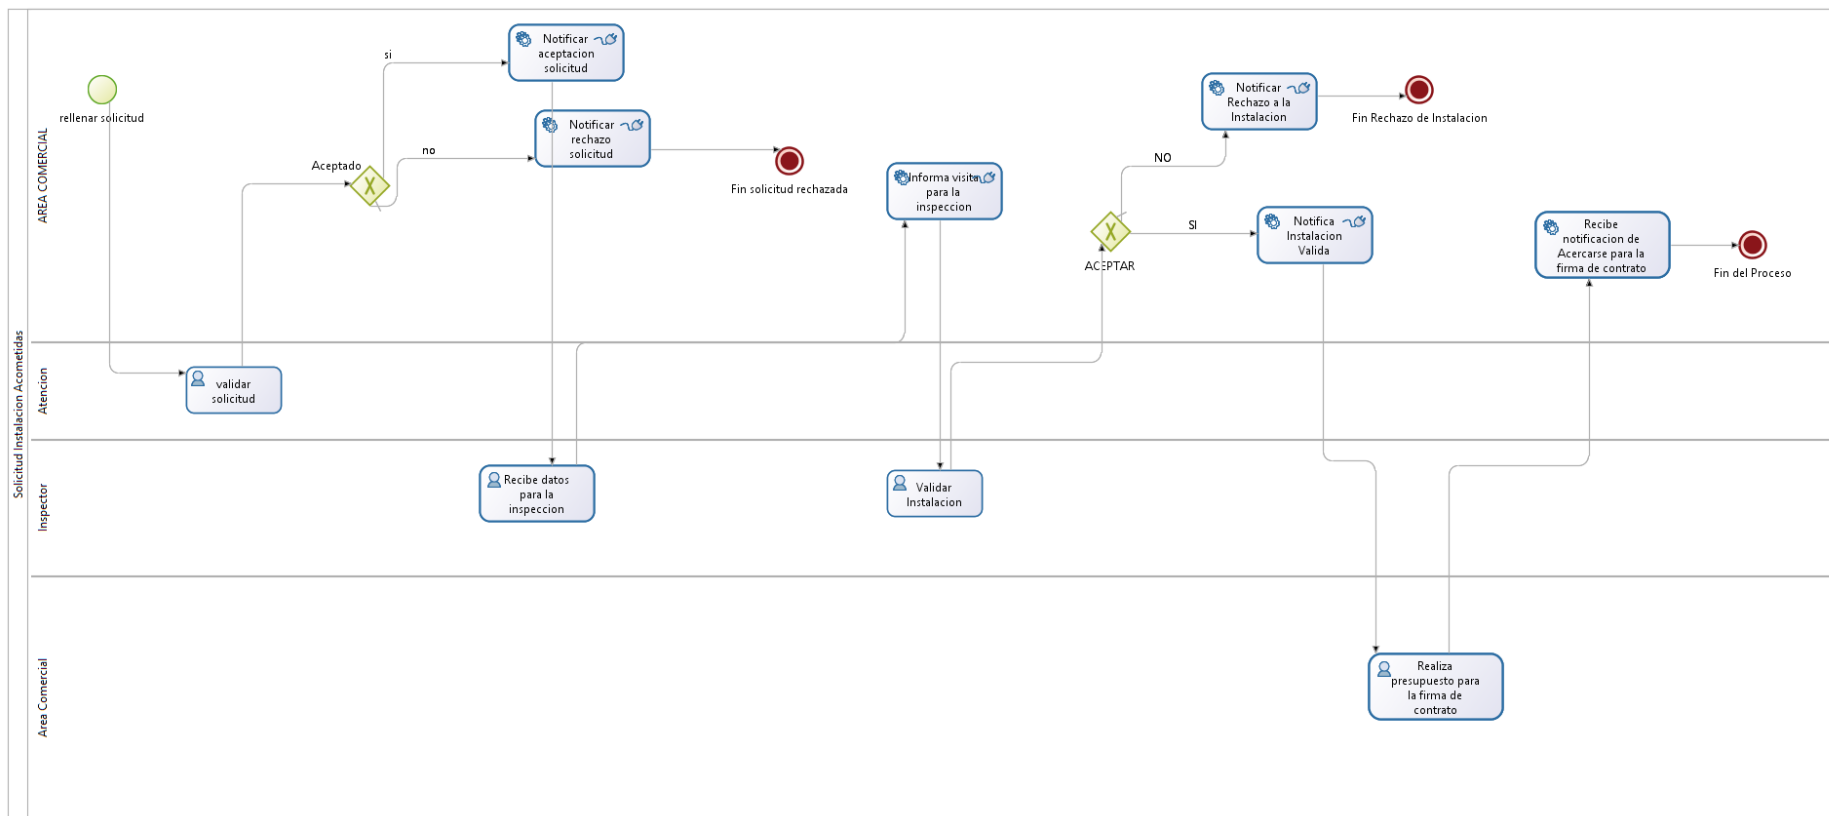 Solicitud Instalacion Acometidas
AREA COMERCIAL
rellenar solicitud
Aceptado
si
no
Notificar
aceptacion
solicitud
Notificar
rechazo
solicitud
Fin solicitud rechazada
Informa visita
para la
inspeccion
ACEPTAR
NO
SI
Notificar
Rechazo a la
Instalacion
Fin Rechazo de Instalacion
Notifica
Instalacion
Valida
Recibe
notificacion de
Acercarse para la
firma de contrato
Fin del Proceso
Atencion
validar
solicitud
Inspector
Recibe datos
para la
inspeccion
Validar
Instalacion
Area Comercial
Realiza
presupuesto para
la firma de
contrato